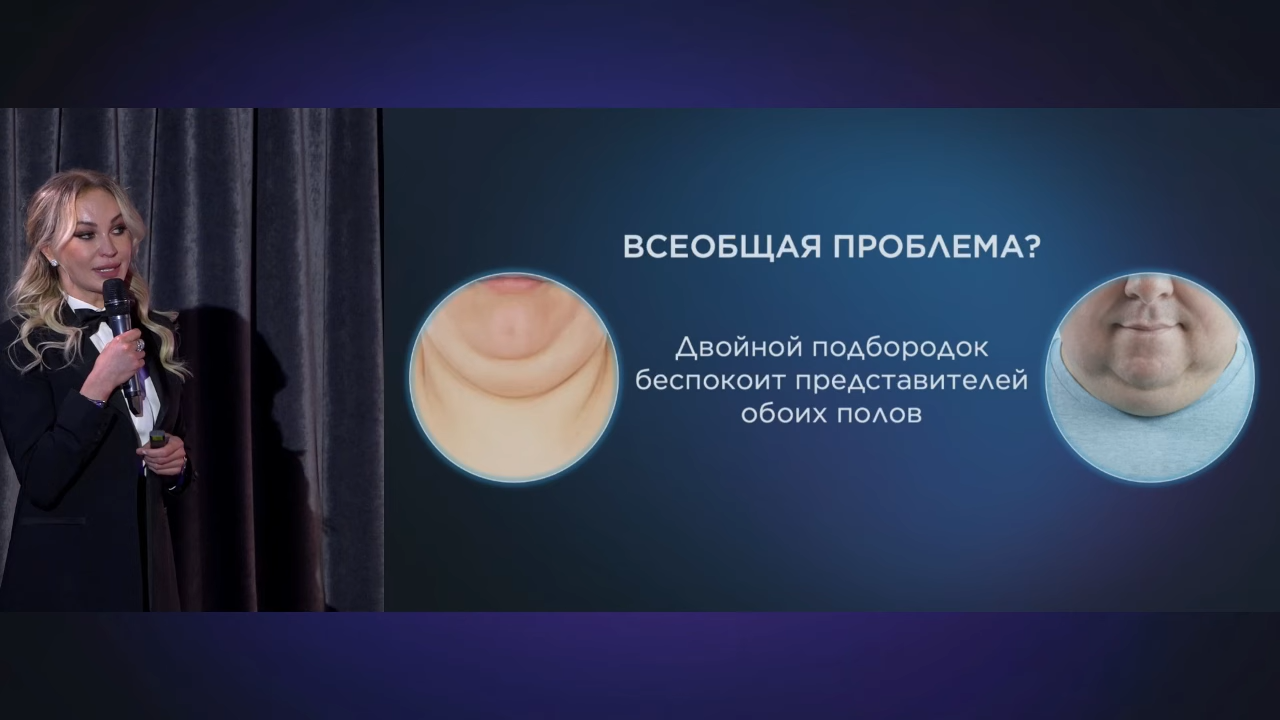 ВСЕОБЩАЯ ПРОБЛЕМА?
Двойной подбородок
беспокоит представителей
обоих полов